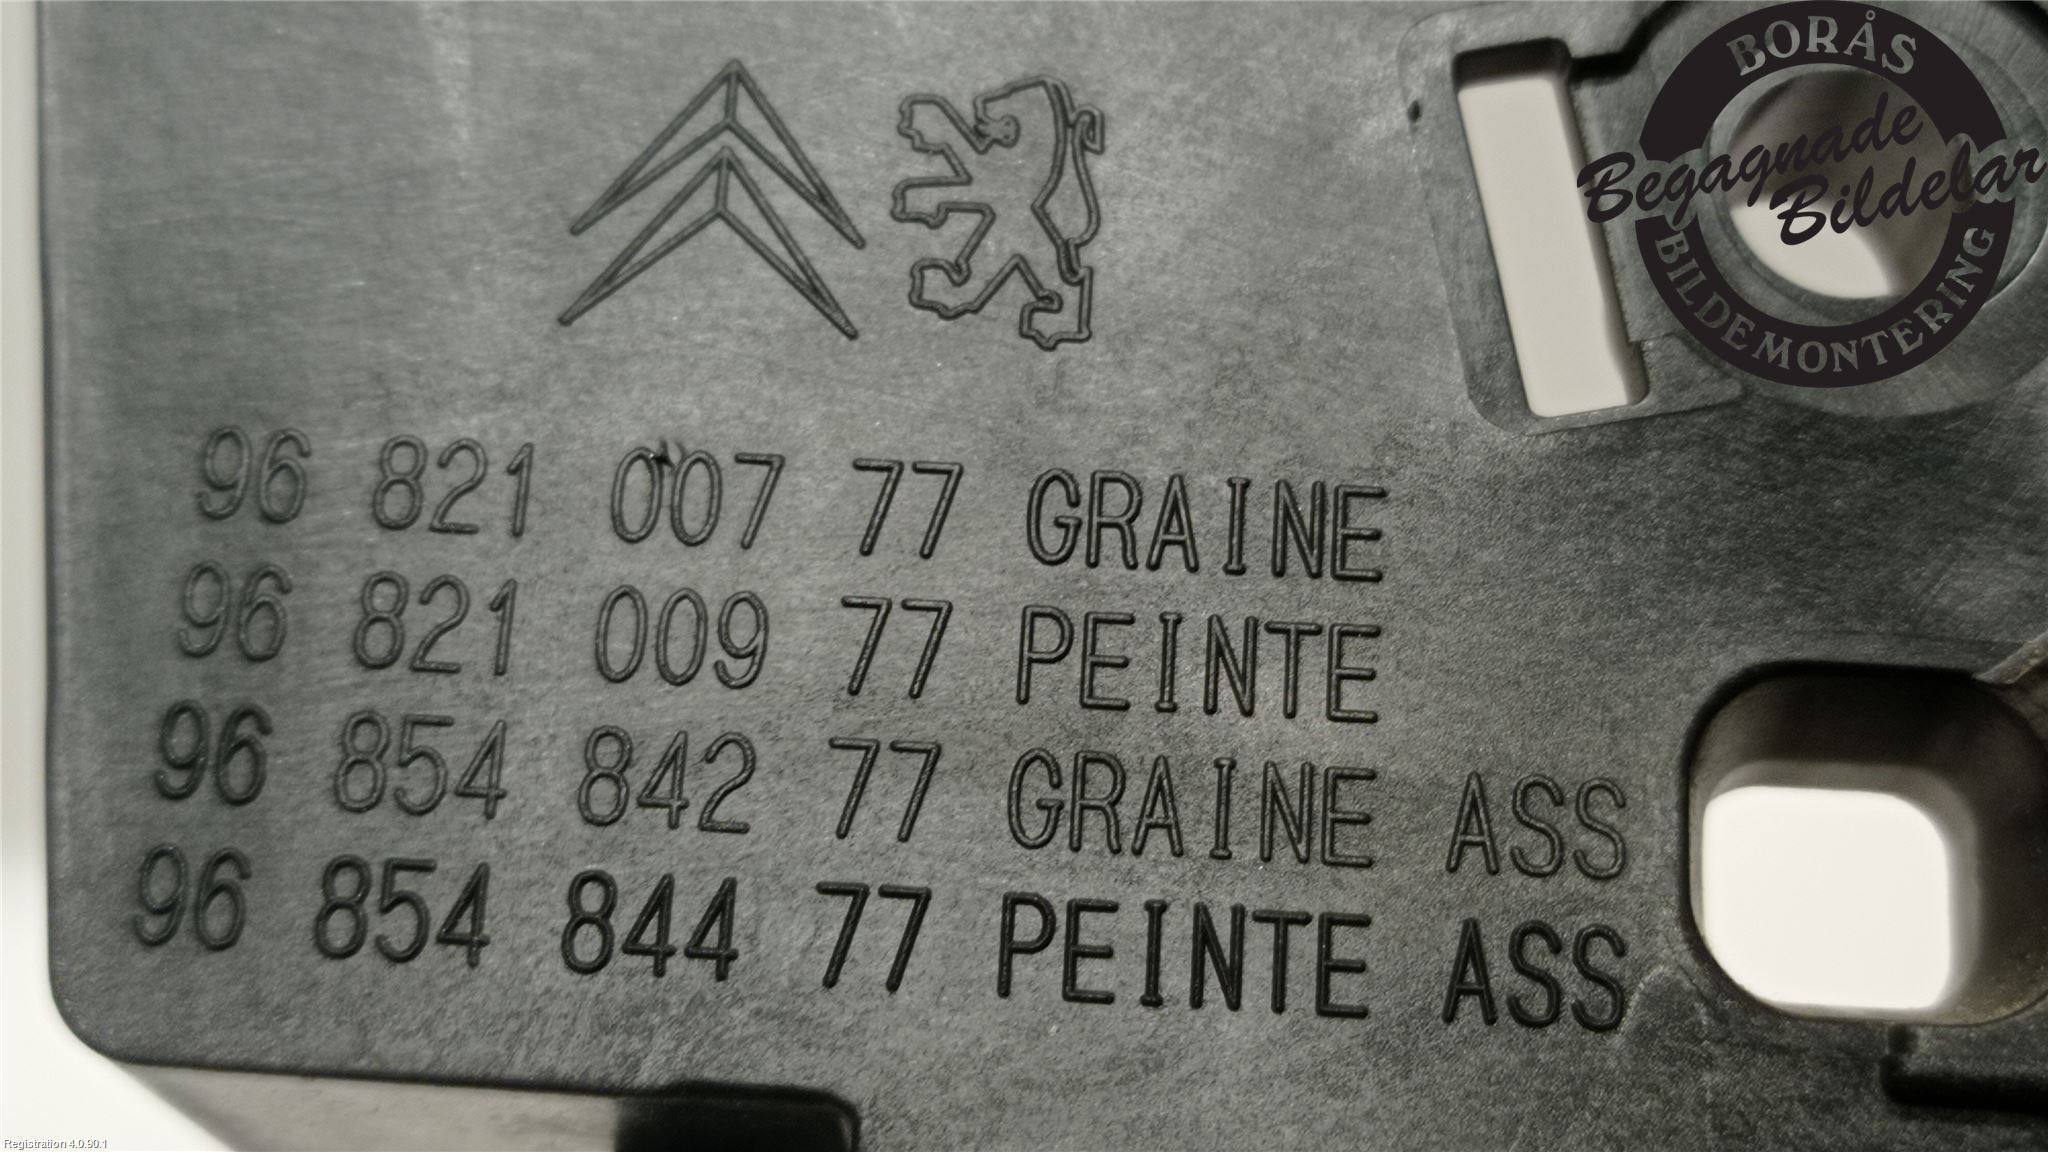 BORÅS
Begagnade
Bildelar
BILDEMONTERING
96 821 007 77 GRAINE
96 821 009 77 PEINTE
96 854 842 77 GRAINE ASS
96 854 844 77 PEINTE ASS
Registration 4.0.90.1